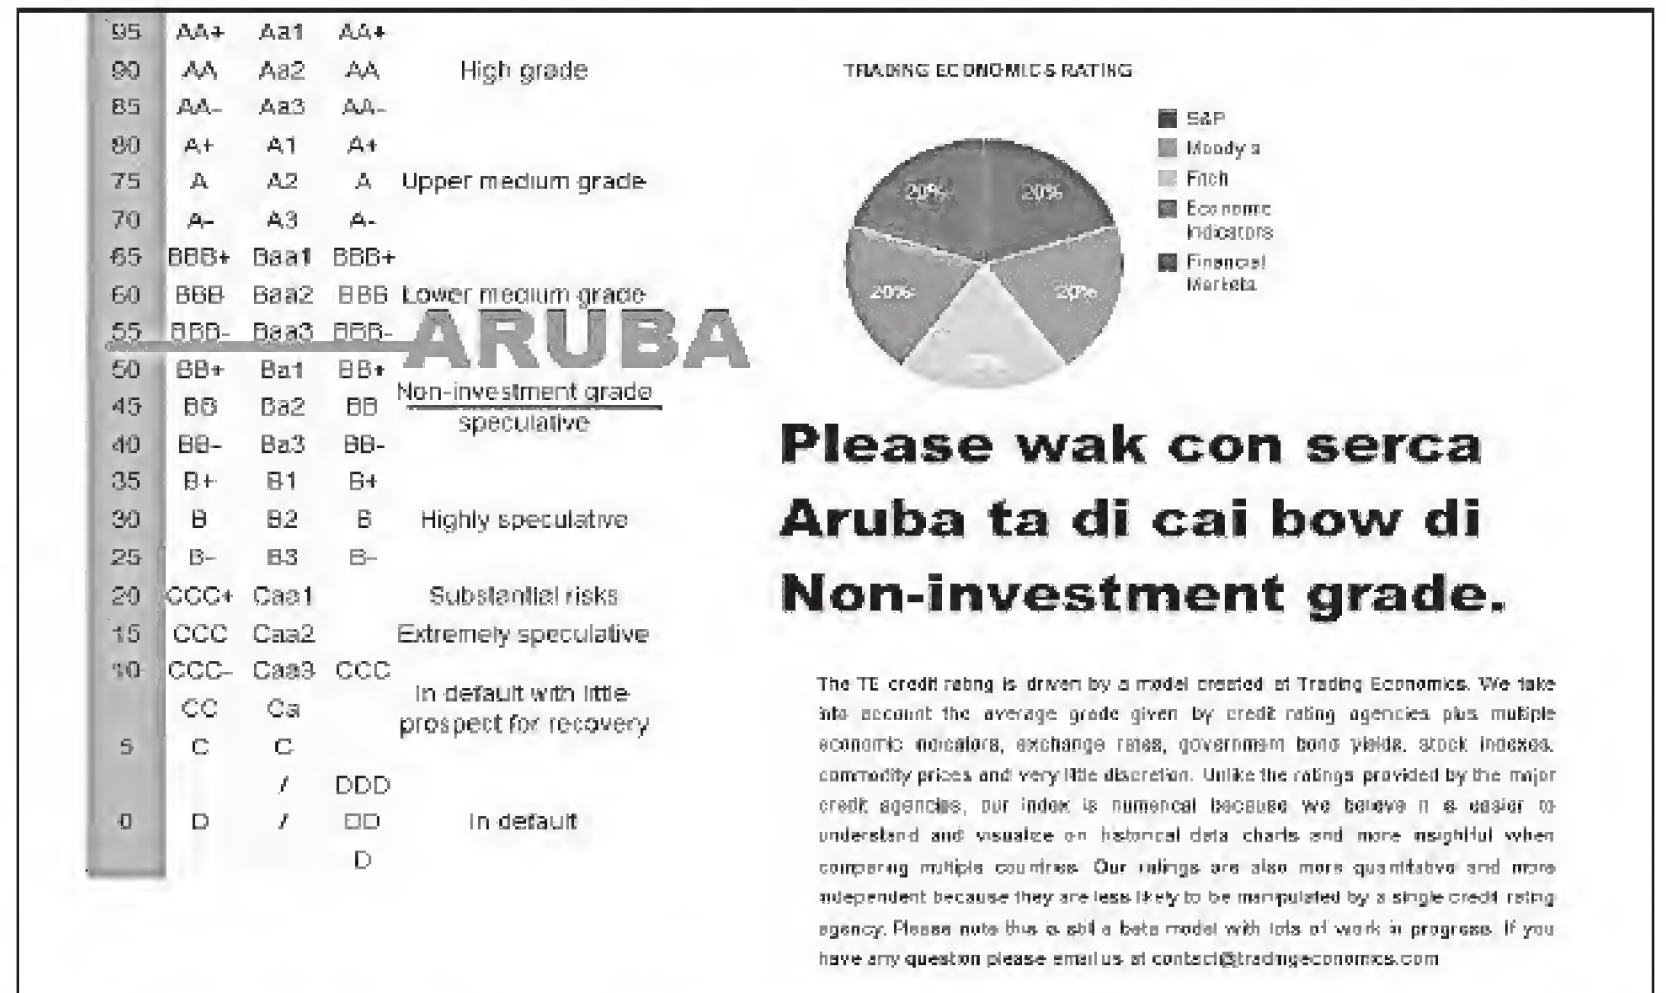 95 AA+ Aa1 AA+
90 AA Aa2 AA High grade
85 AA- Aa3 AA-
80 A+ A1 A+
75 A A2 A Upper medium grade
70 A- A3 A-
65 BBB+ Baa1 BBB+
60 BBB Baa2 BBB Lower medium grade
55 BBB- Baa3 BBB-
ARUBA
50 BB+ Ba1 BB+
Non-investment grade
45 BB Ba2 BB
speculative
40 BB- Ba3 BB-
35 B+ B1 B+
30 B B2 B Highly speculative
25 B- B3 B-
20 CCC+ Caa1 Substantial risks
15 CCC Caa2 Extremely speculative
10 CCC- Caa3 CCC
In default with little
CC Ca
prospect for recovery
5 C C
/ DDD
0 D / DD In default
D
TRADING ECONOMICS RATING
S&P
Moody's
Fitch
Economic
Indicators
Financial
Markets
20% 20%
20% 20%
Please wak con serca
Aruba ta di cai bow di
Non-investment grade.
The TE credit rating is driven by a model created at Trading Economics. We take
into account the average grade given by credit rating agencies plus multiple
economic indicators, exchange rates, government bond yields, stock indexes,
commodity prices and very little discretion. Unlike the ratings provided by the major
credit agencies, our index is numerical because we believe it is easier to
understand and visualize on historical data charts and more insightful when
comparing multiple countries. Our ratings are also more quantitative and more
independent because they are less likely to be manipulated by a single credit rating
agency. Please note this is still a beta model with lots of work in progress. If you
have any question please email us at contact@tradingeconomics.com